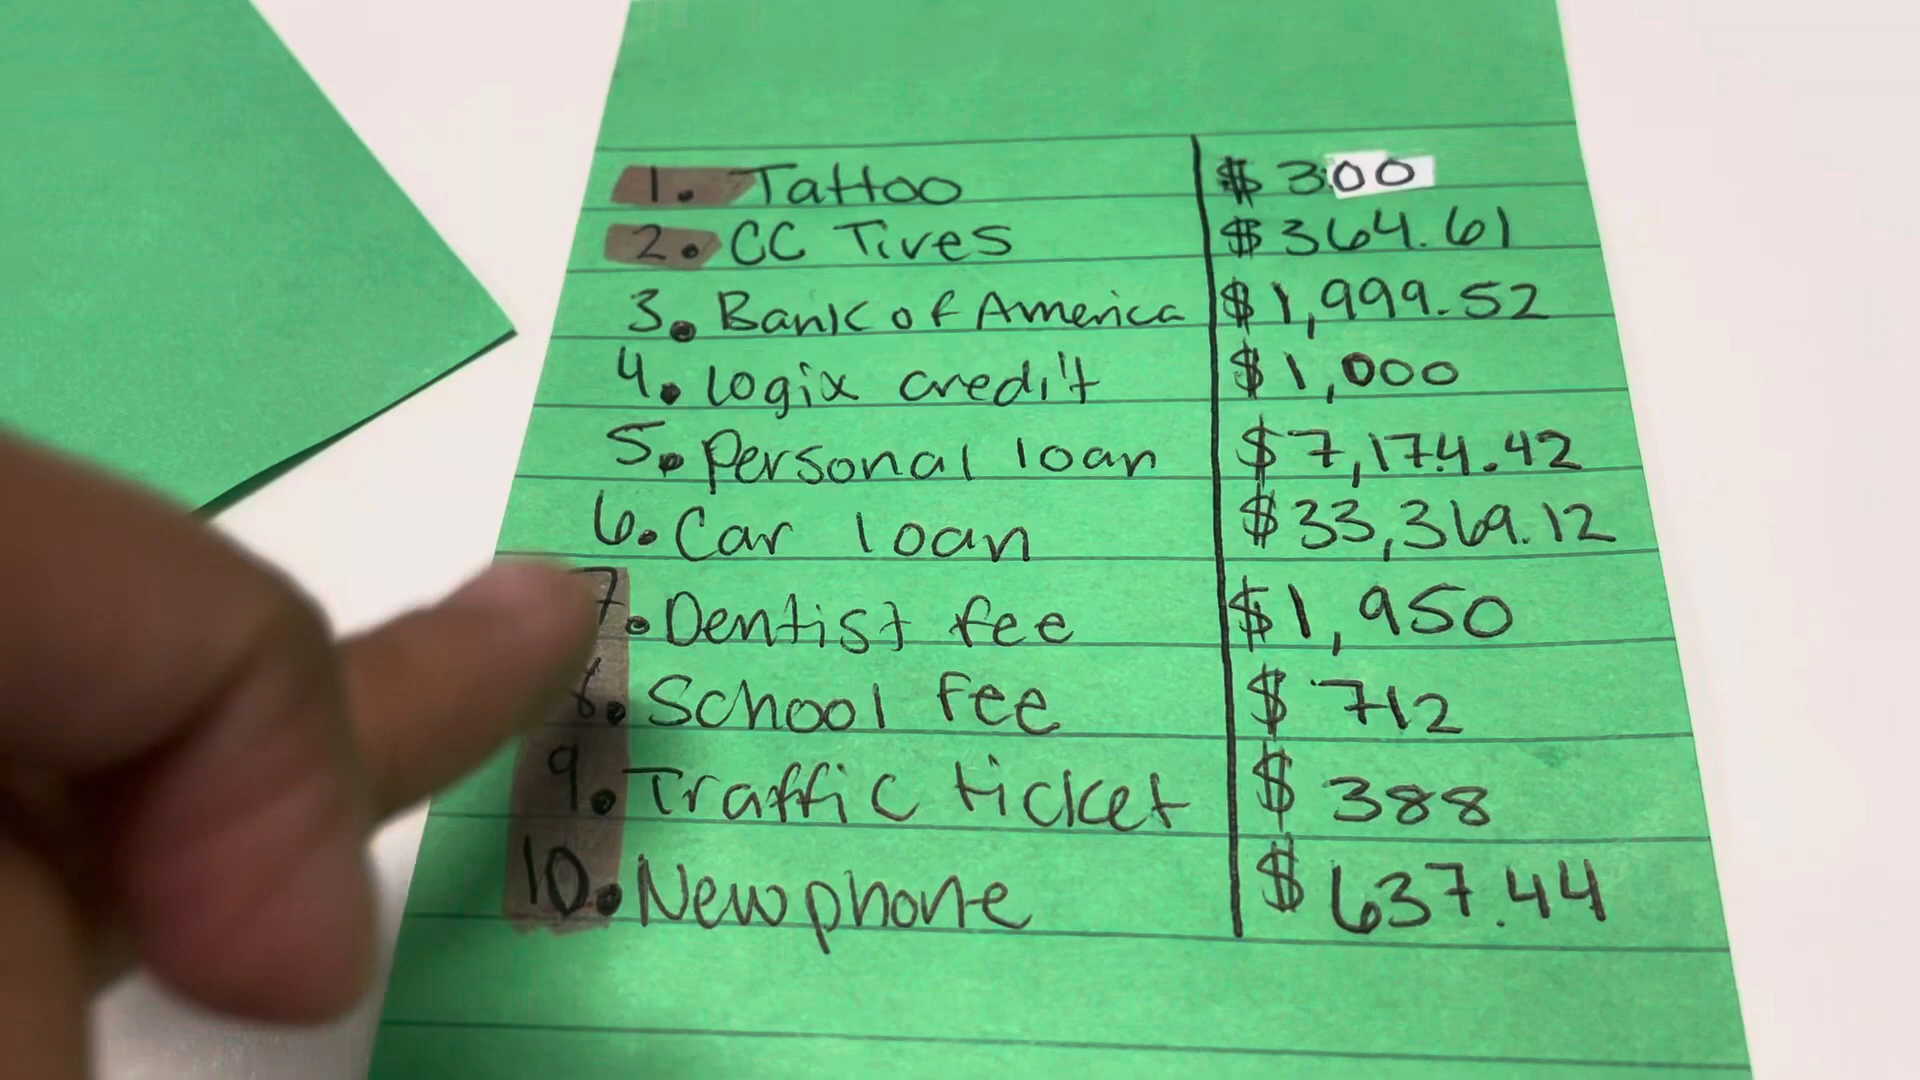 1. Tattoo $ 300
2. CC Tires $ 364.61
3. Bank of America $ 1,999.52
4. Logix credit $ 1,000
5. Personal loan $ 7,174.42
6. Car loan $ 33,369.12
7. Dentist fee $ 1,950
8. School fee $ 712
9. Traffic ticket $ 388
10. New phone $ 637.44